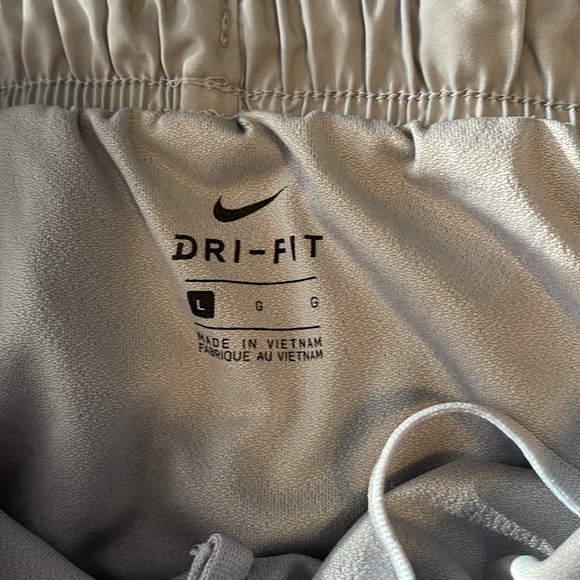 DRI-FIT
L G G
MADE IN VIETNAM
FABRIQUE AU VIETNAM